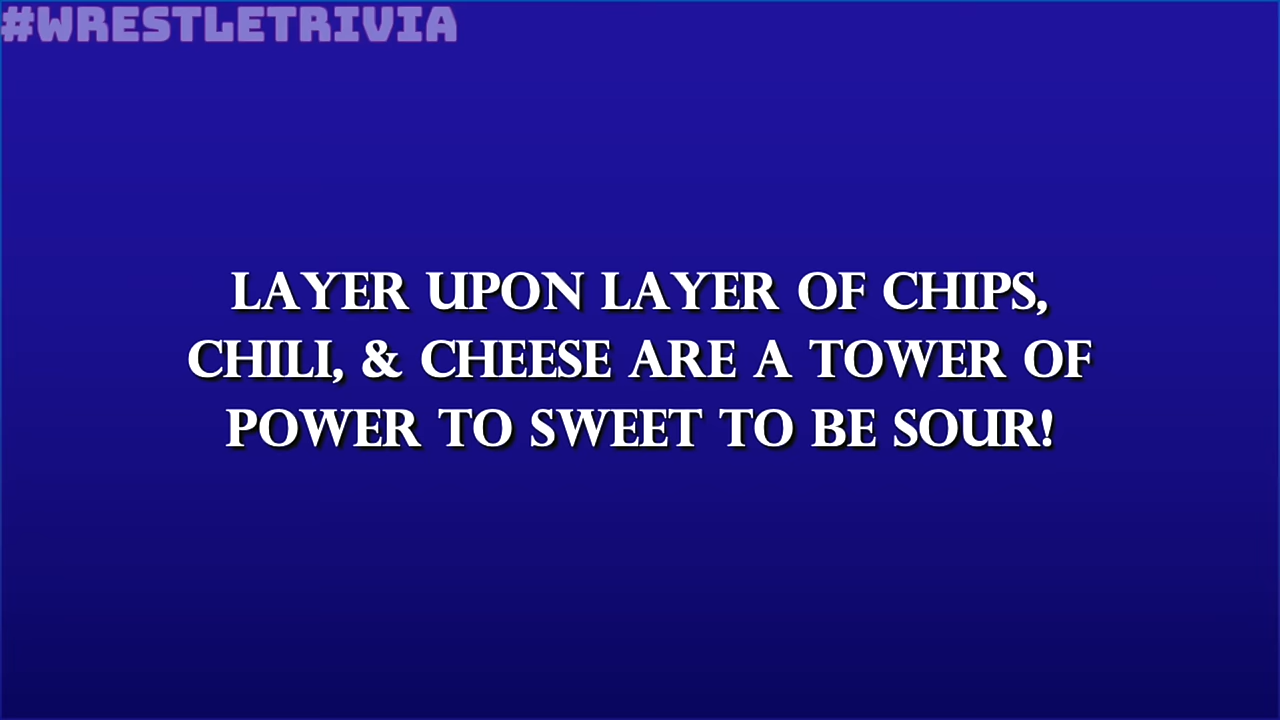 #WRESTLETRIVIA
LAYER UPON LAYER OF CHIPS,
CHILI, & CHEESE ARE A TOWER OF
POWER TO SWEET TO BE SOUR!